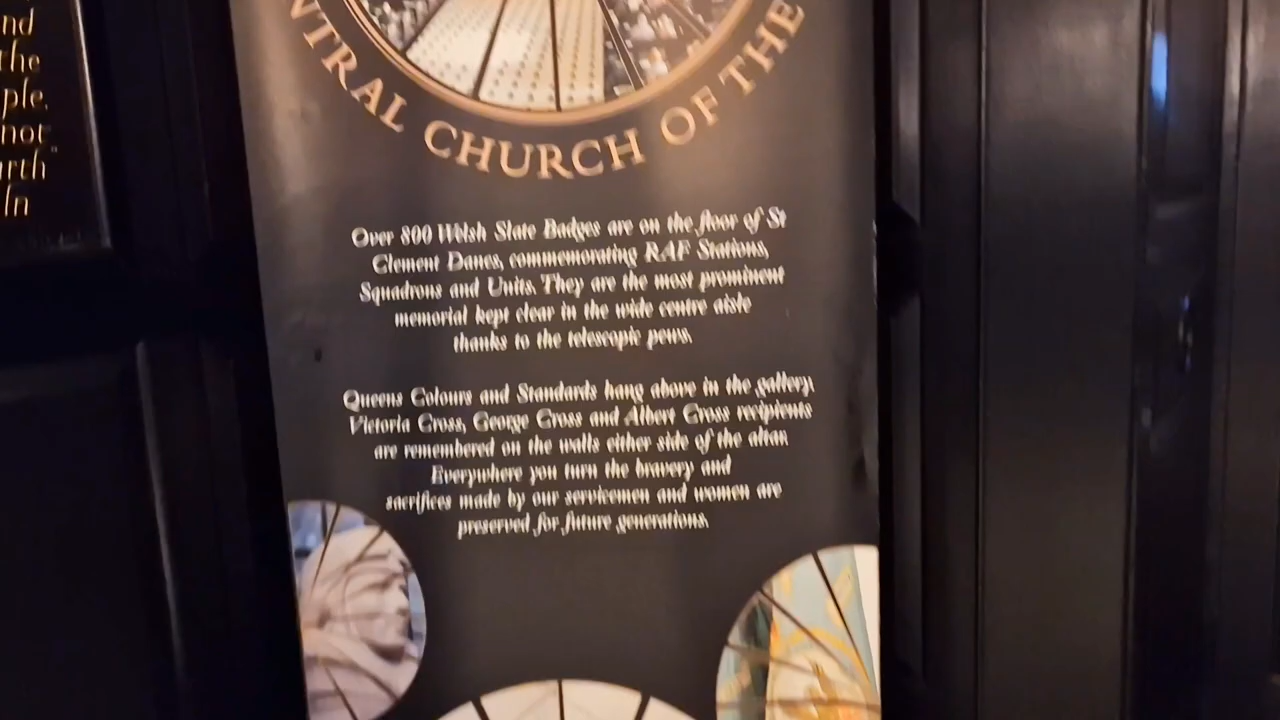 nd
the
ple.
not
arth"
In
NTRAL CHURCH OF THE
Over 800 Welsh Slate Badges are on the floor of St
Clement Danes, commemorating RAF Stations,
Squadrons and Units. They are the most prominent
memorial kept clear in the wide centre aisle
thanks to the telescopic pews.
Queens Colours and Standards hang above in the gallery.
Victoria Cross, George Cross and Albert Cross recipients
are remembered on the walls either side of the altar.
Everywhere you turn the bravery and
sacrifices made by our servicemen and women are
preserved for future generations.